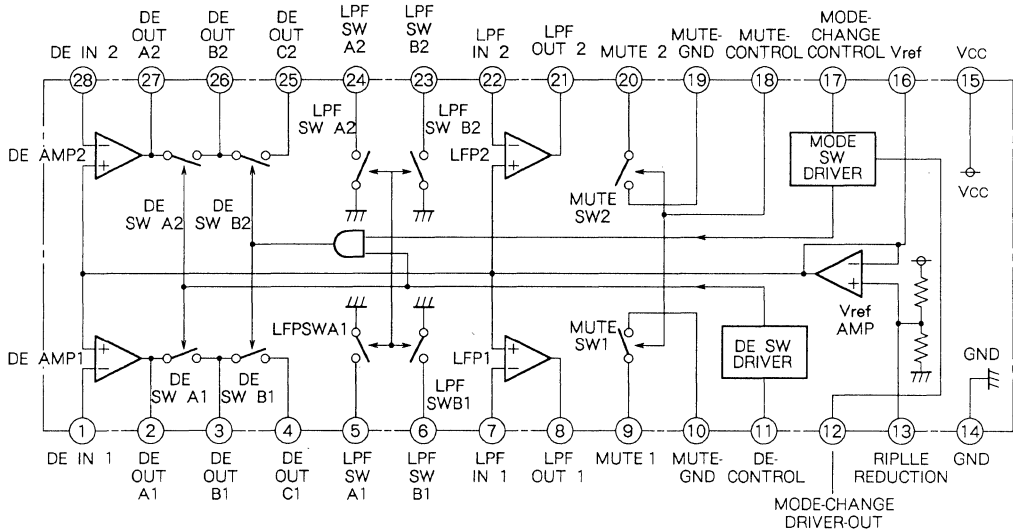 DE IN 2
DE
OUT
A2
DE
OUT
B2
DE
OUT
C2
LPF
SW
A2
LPF
SW
B2
LPF
IN 2
LPF
OUT 2
MUTE 2
MUTE-
GND
MUTE-
CONTROL
MODE-
CHANGE
CONTROL
Vref
Vcc
28
27
26
25
24
23
22
21
20
19
18
17
16
15
LPF
SW A2
LPF
SW B2
DE AMP2
LFP2
MODE
SW
DRIVER
Vcc
MUTE
SW2
DE
SW A2
DE
SW B2
Vref
AMP
LFPSWA1
MUTE
SW1
DE AMP1
LFP1
DE SW
DRIVER
GND
DE
SW A1
DE
SW B1
LPF
SWB1
1
2
3
4
5
6
7
8
9
10
11
12
13
14
DE IN 1
DE
OUT
A1
DE
OUT
B1
DE
OUT
C1
LPF
SW
A1
LPF
SW
B1
LPF
IN 1
LPF
OUT 1
MUTE 1
MUTE-
GND
DE-
CONTROL
MODE-CHANGE
DRIVER-OUT
RIPLLE
REDUCTION
GND